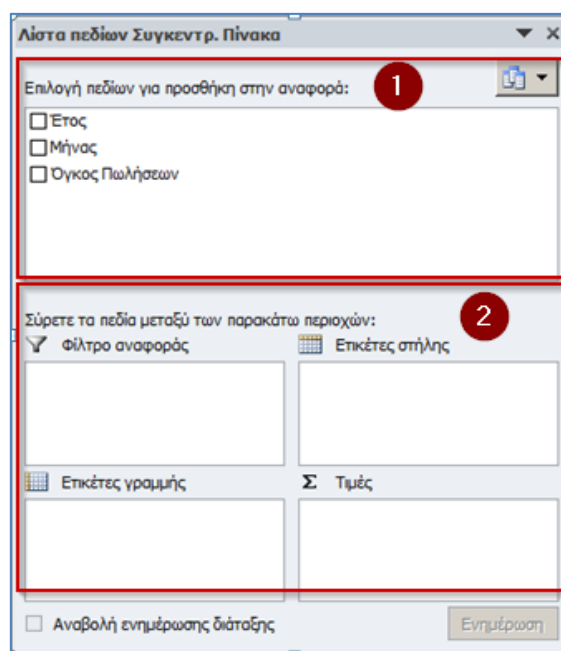 Λίστα πεδίων Συγκεντρ. Πίνακα
Επιλογή πεδίων για προσθήκη στην αναφορά:
1
Έτος
Μήνας
Όγκος Πωλήσεων
Σύρετε τα πεδία μεταξύ των παρακάτω περιοχών:
2
Φίλτρο αναφοράς
Ετικέτες στήλης
Ετικέτες γραμμής
Σ Τιμές
Αναβολή ενημέρωσης διάταξης
Ενημέρωση